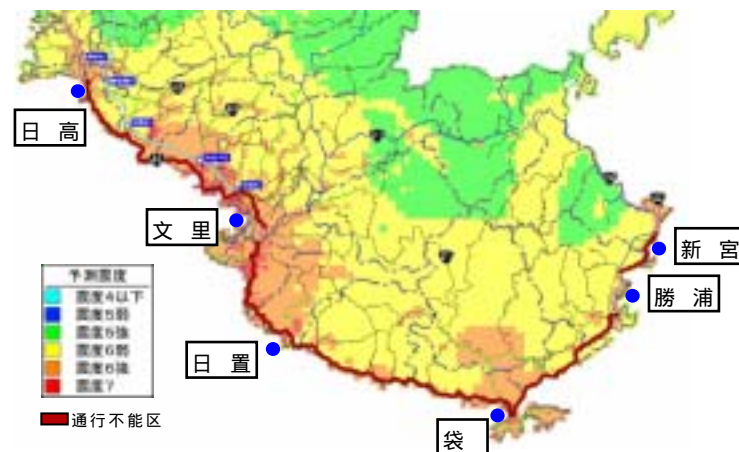 日高
文里
新宮
勝浦
日置
袋
予測震度
震度4以下
震度5弱
震度5強
震度6弱
震度6強
震度7
通行不能区